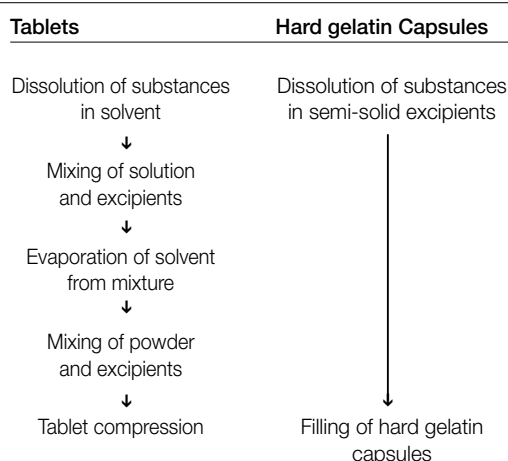 Tablets
Hard gelatin Capsules
Dissolution of substances
in solvent
Mixing of solution
and excipients
Evaporation of solvent
from mixture
Mixing of powder
and excipients
Tablet compression
Dissolution of substances
in semi-solid excipients
Filling of hard gelatin
capsules